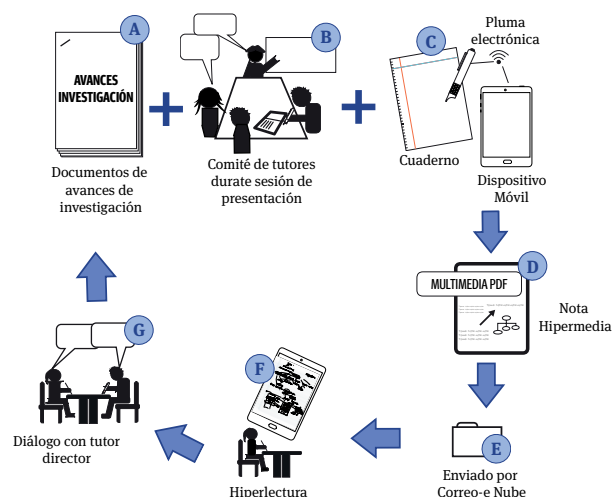 A
AVANCES
INVESTIGACIÓN
Documentos de
avances de
investigación
B
Comité de tutores
durate sesión de
presentación
C
Pluma
electrónica
Cuaderno
Dispositivo
Móvil
D
MULTIMEDIA PDF
Nota
Hipermedia
E
Enviado por
Correo-e Nube
F
Hiperlectura
G
Diálogo con tutor
director